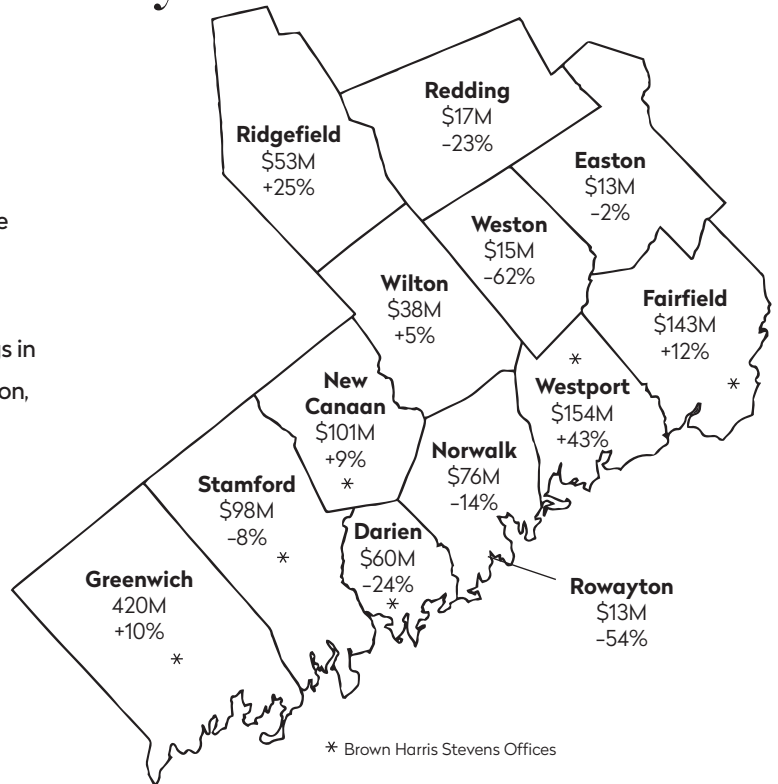 y
e
s in
on,
Ridgefield
$53M
+25%
Redding
$17M
-23%
Easton
$13M
-2%
Weston
$15M
-62%
Wilton
$38M
+5%
Fairfield
$143M
+12%
*
*
Westport
$154M
+43%
New
Canaan
$101M
+9%
*
Norwalk
$76M
-14%
Stamford
$98M
-8%
*
Darien
$60M
-24%
*
Greenwich
420M
+10%
*
Rowayton
$13M
-54%
* Brown Harris Stevens Offices